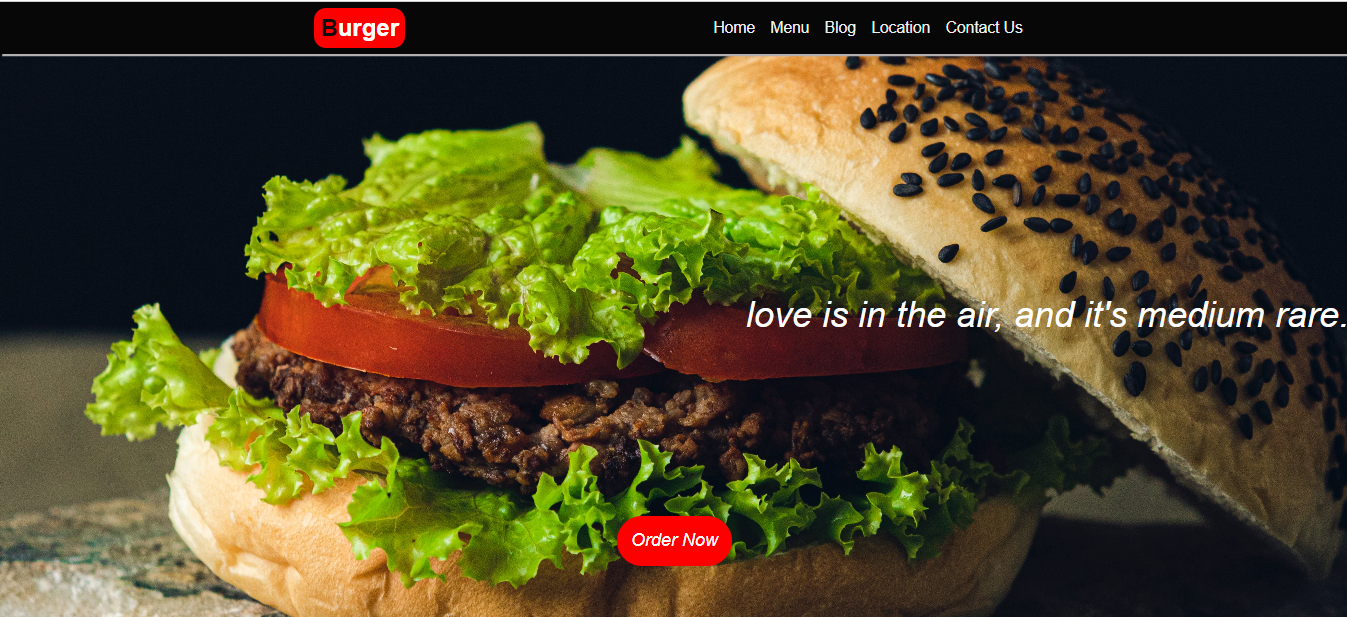 Burger
Home Menu Blog Location Contact Us
love is in the air, and it's medium rare.
Order Now